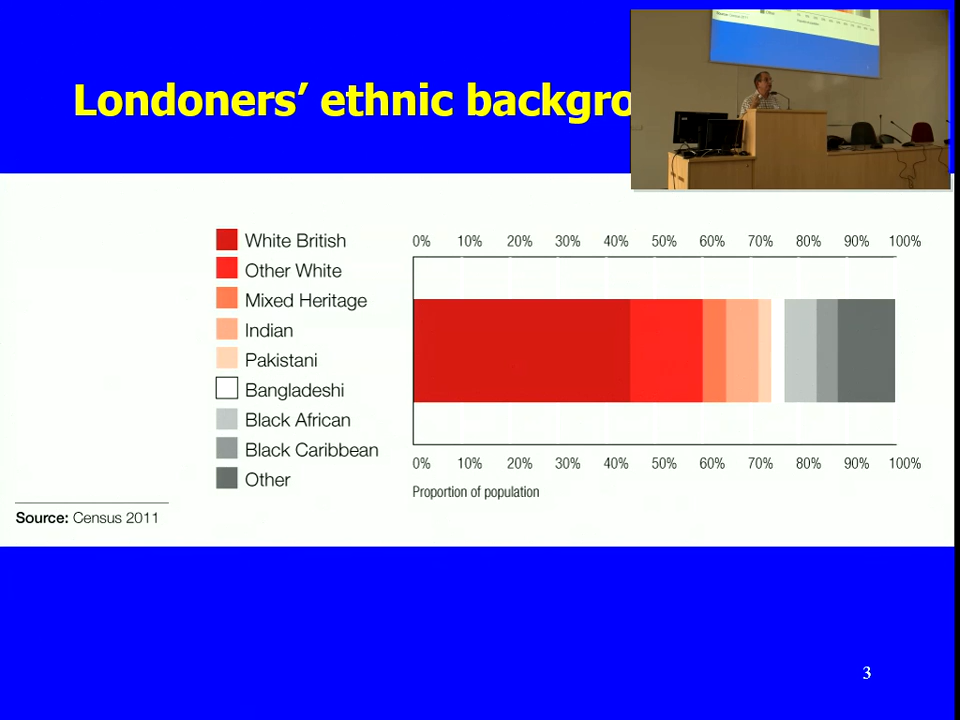 Londoners’ ethnic backgro
White British
Other White
Mixed Heritage
Indian
Pakistani
Bangladeshi
Black African
Black Caribbean
Other
0% 10% 20% 30% 40% 50% 60% 70% 80% 90% 100%
0% 10% 20% 30% 40% 50% 60% 70% 80% 90% 100%
Proportion of population
Source: Census 2011
3